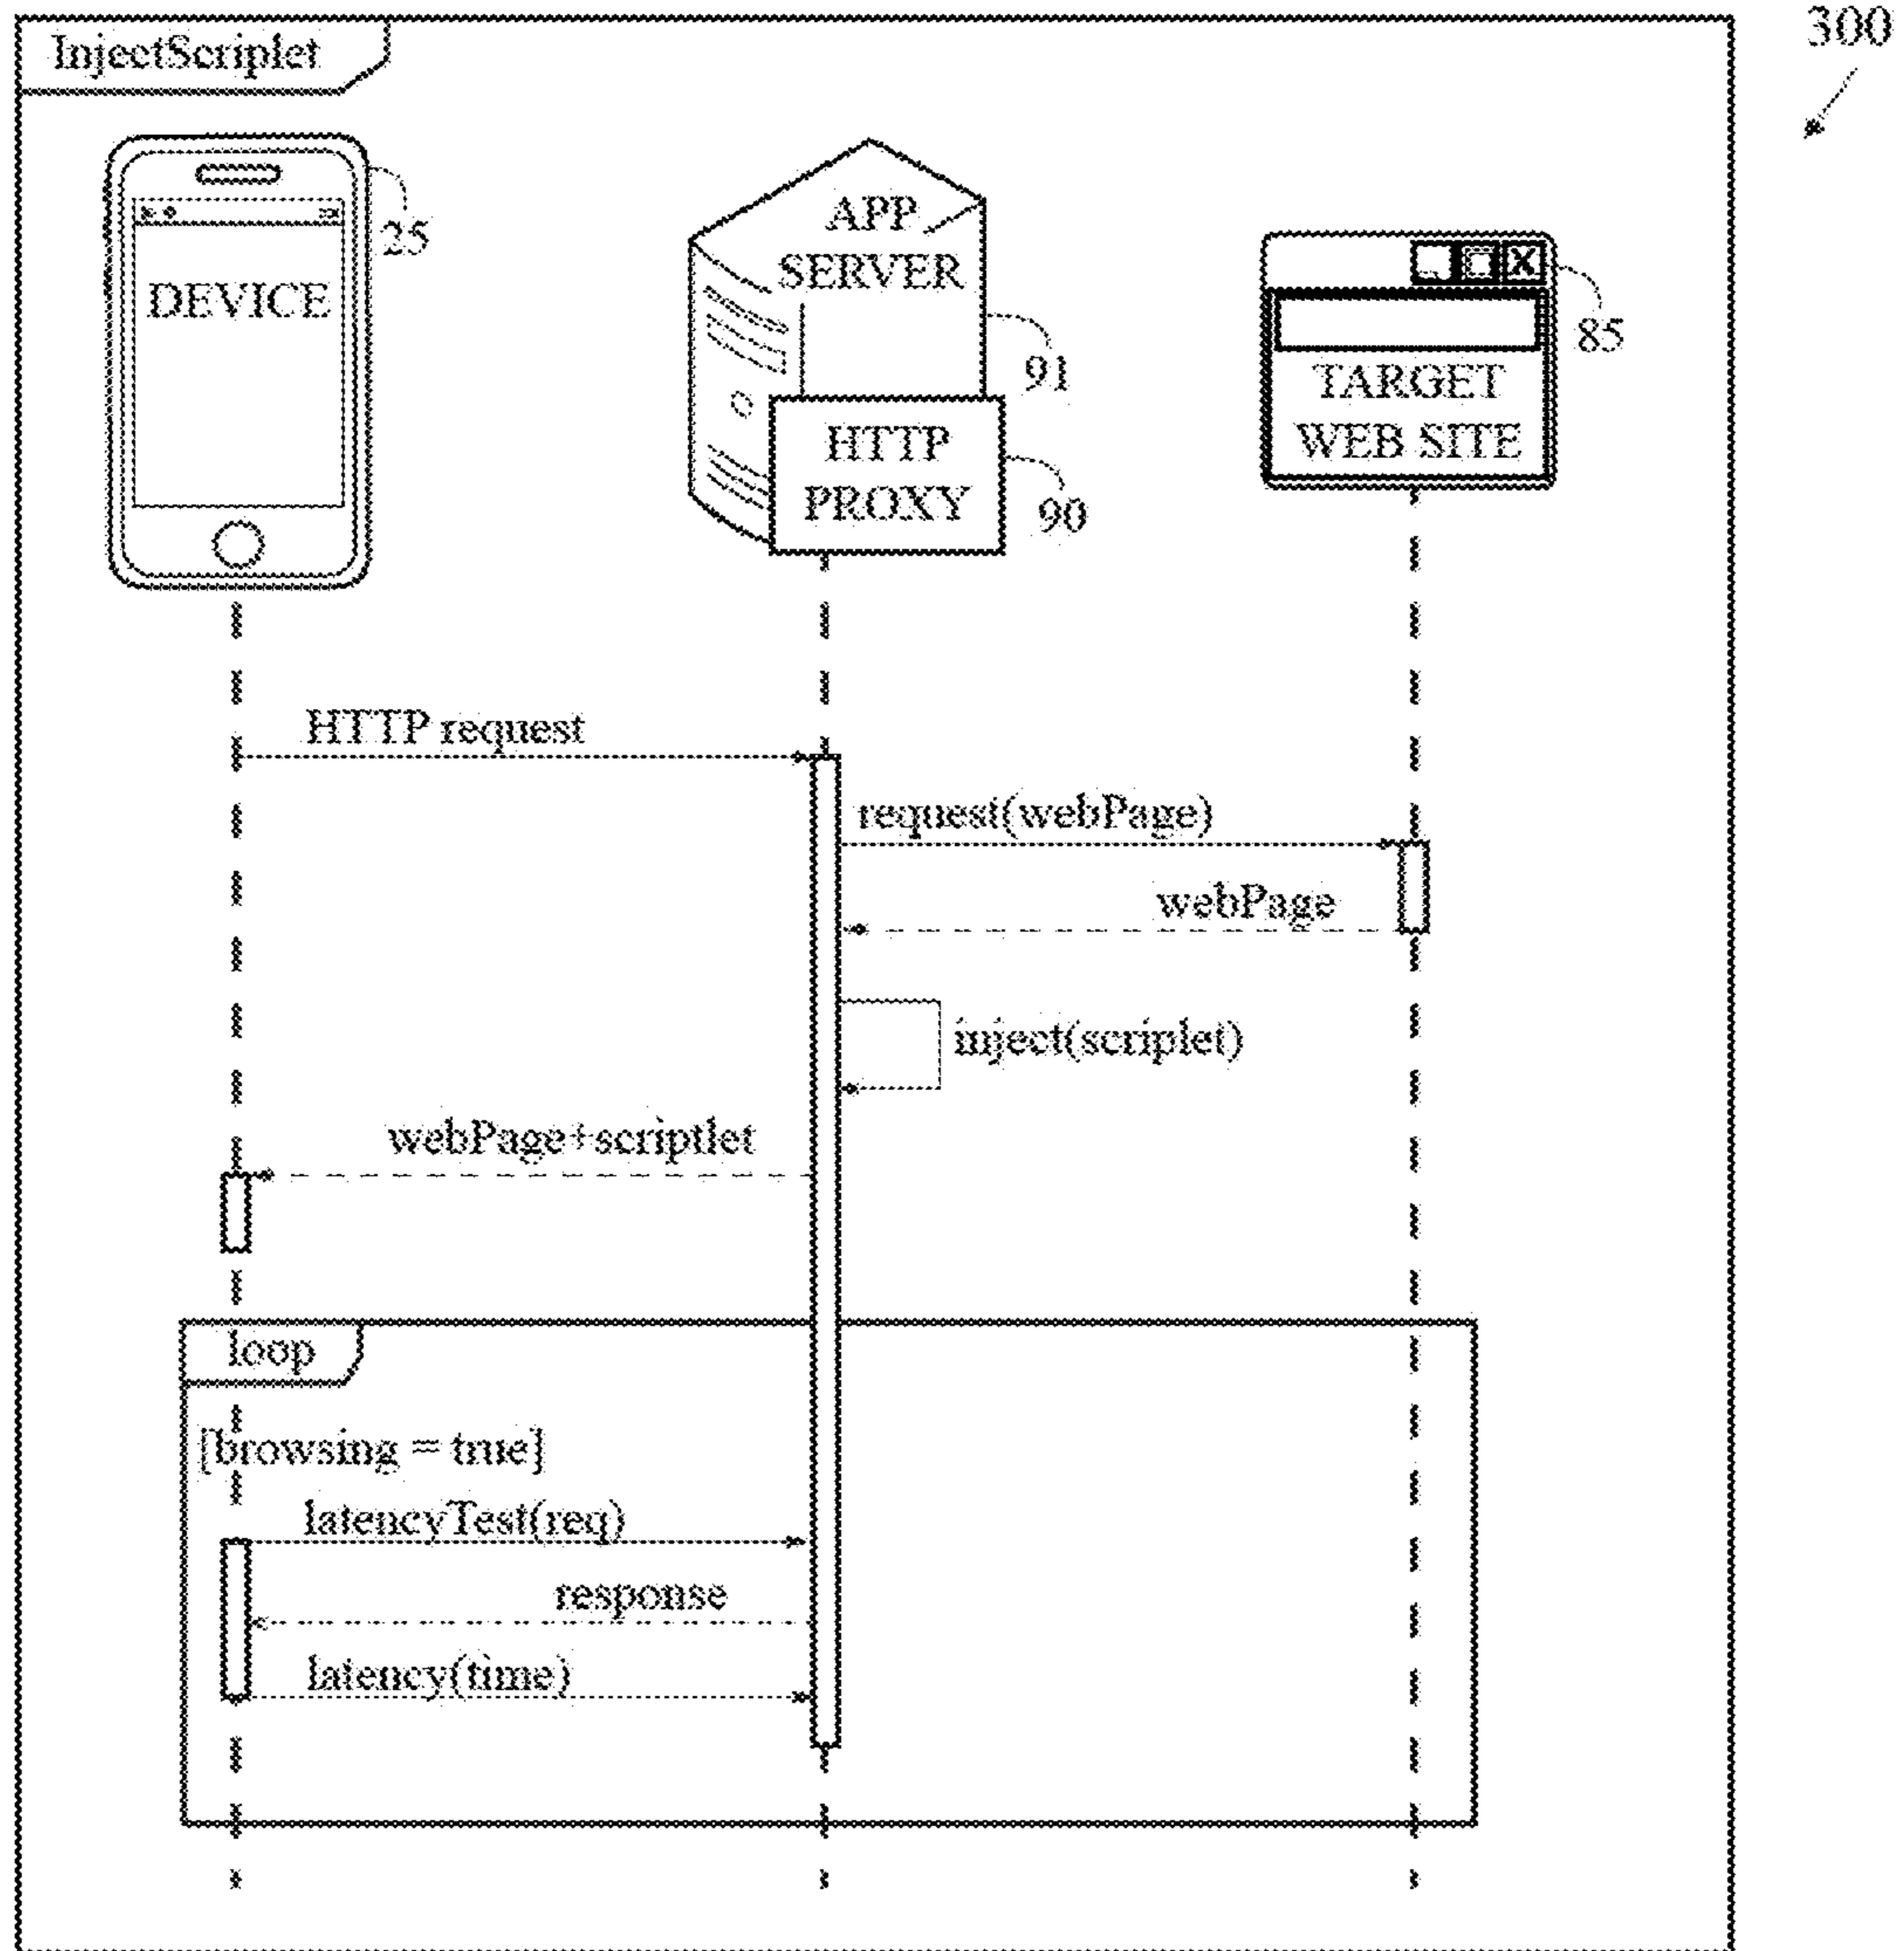 300
InjectScriplet
DEVICE
25
APP
SERVER
91
HTTP
PROXY
90
X
85
TARGET
WEB SITE
HTTP request
request(webPage)
webPage
inject(scriplet)
webPage+scriptlet
loop
[browsing = true]
latencyTest(req)
response
latency(time)